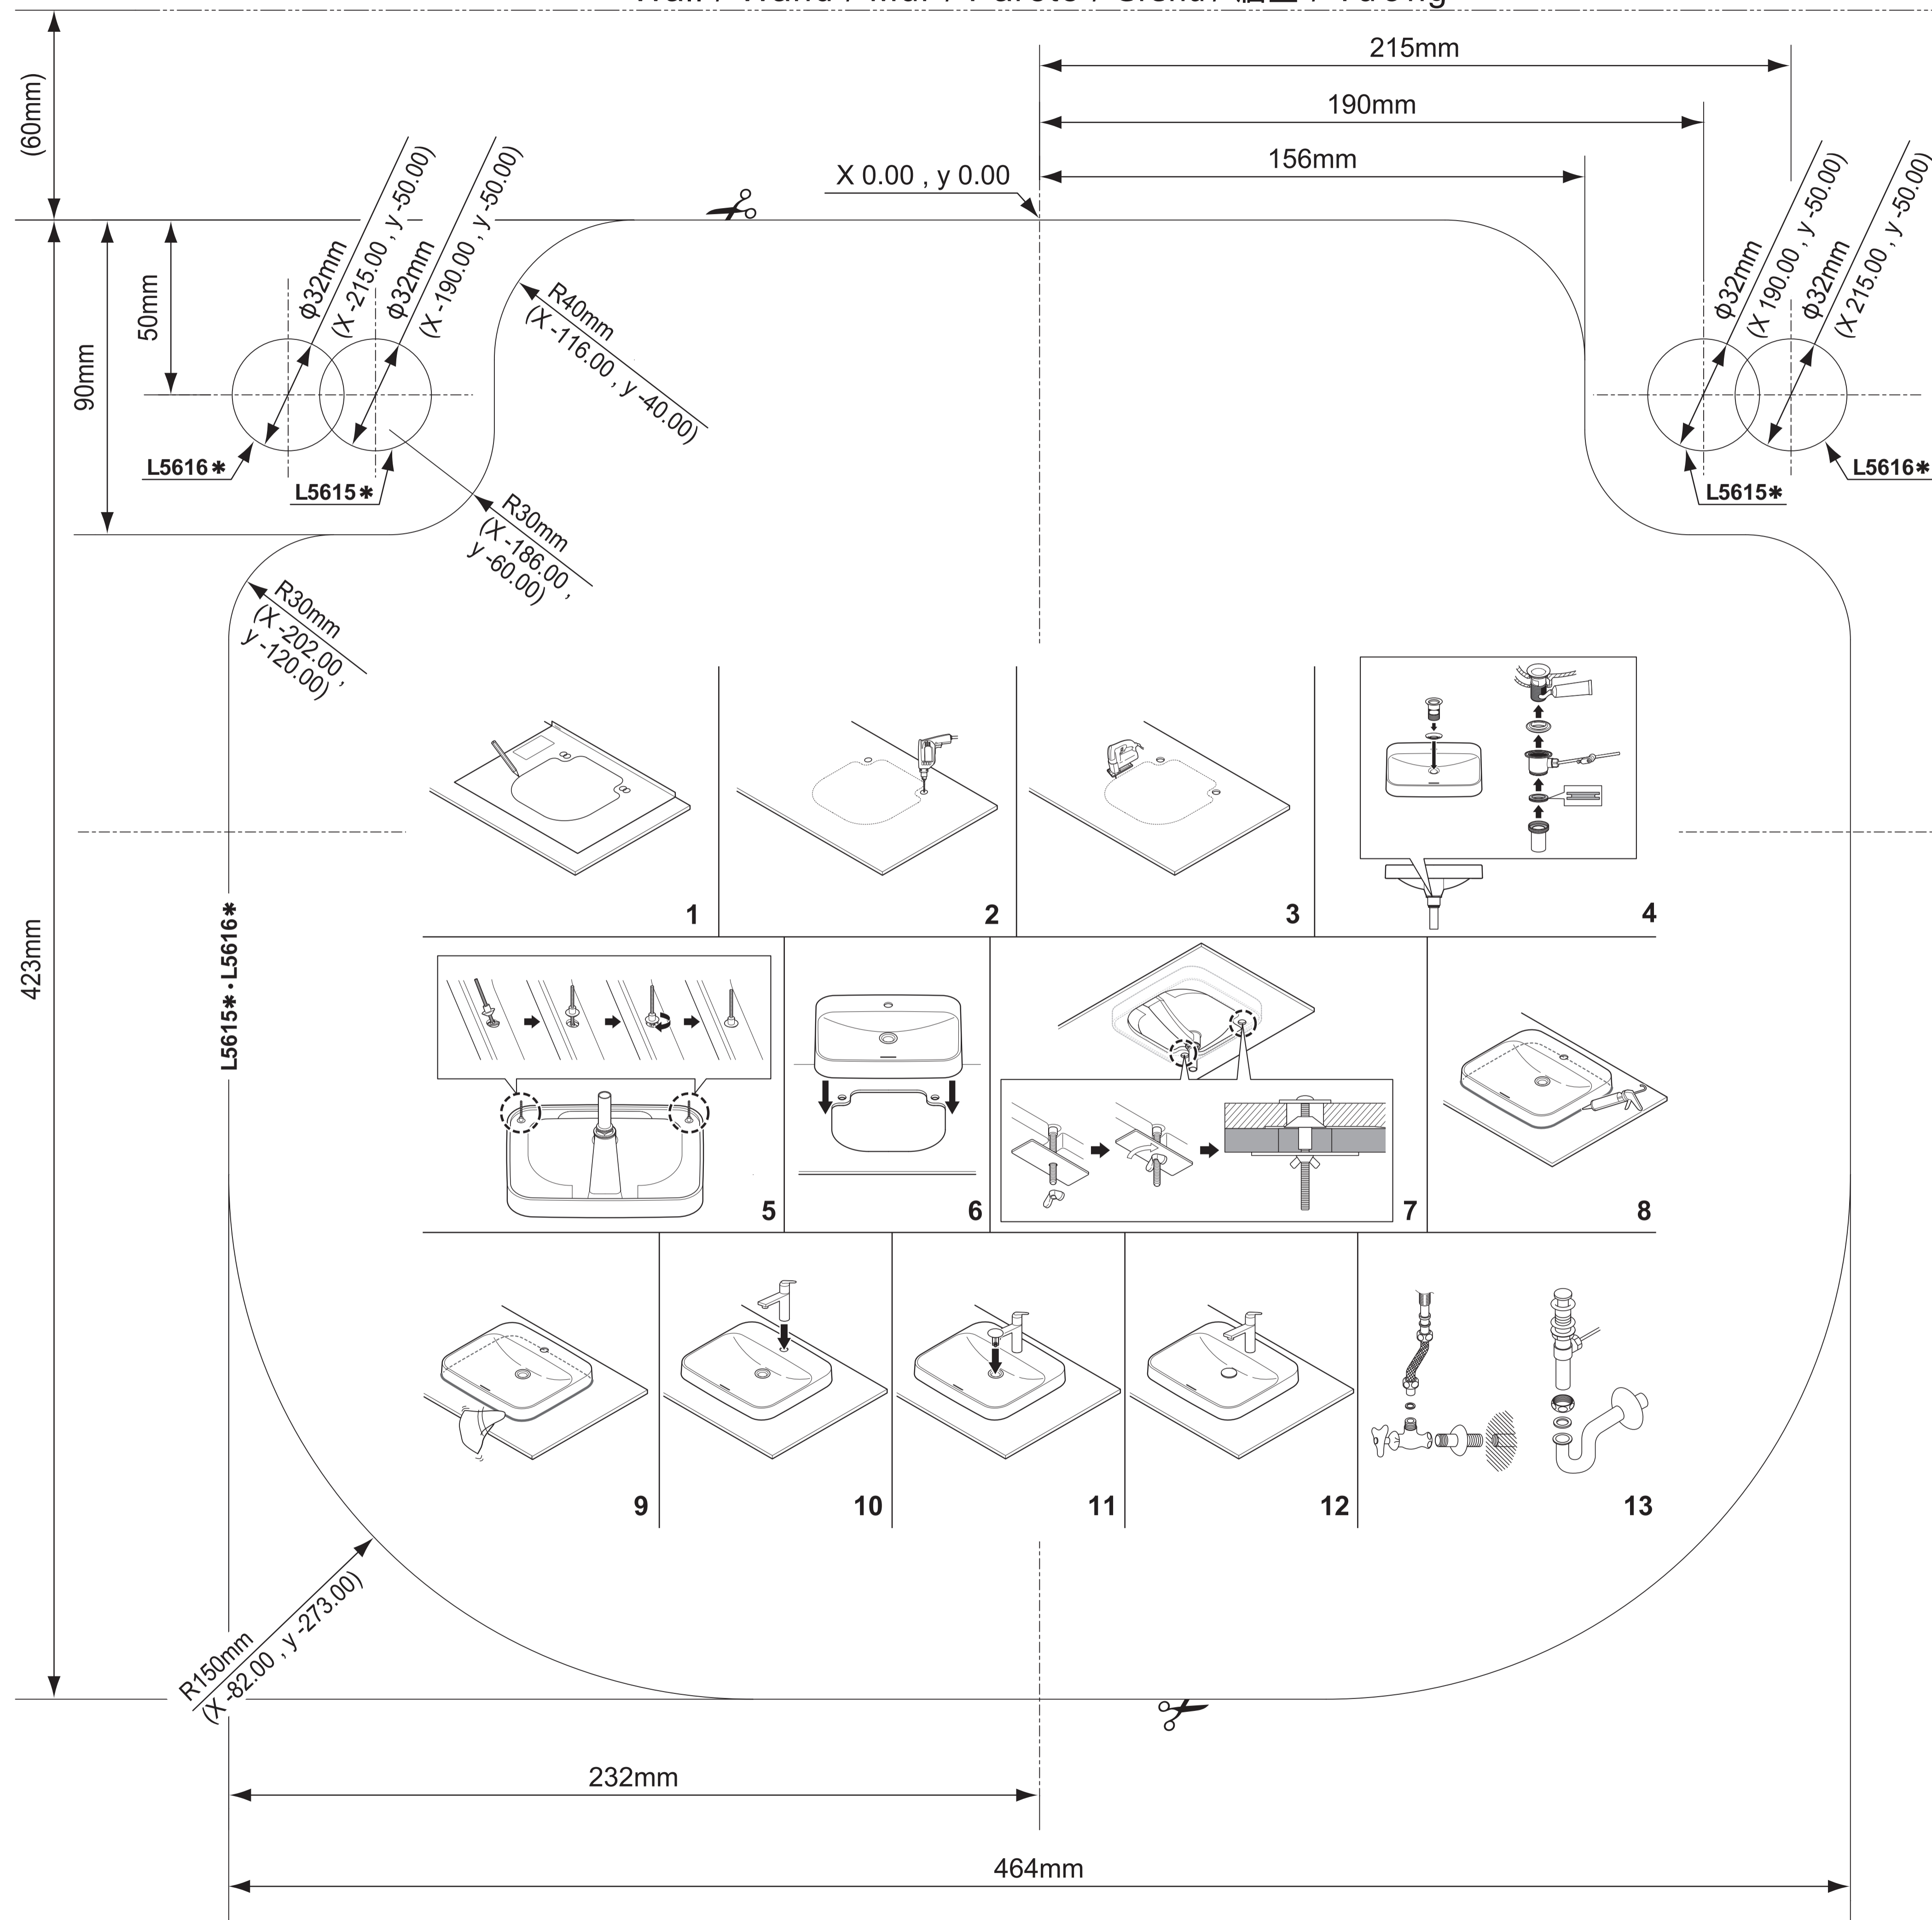 215mm
190mm
156mm
(60mm)
X 0.00 , y 0.00
φ32mm
(X -215.00 , y -50.00)
φ32mm
(X -190.00 , y -50.00)
φ32mm
(X 190.00 , y -50.00)
φ32mm
(X 215.00 , y -50.00)
50mm
90mm
R40mm
(X -116.00 , y -40.00)
L5616✱
L5615✱
L5615✱
L5616✱
R30mm
(X -186.00 ,
y -60.00)
R30mm
(X -202.00 ,
y -120.00)
423mm
L5615✱・L5616✱
1
2
3
4
5
6
7
8
9
10
11
12
13
R150mm
(X -82.00 , y -273.00)
232mm
464mm